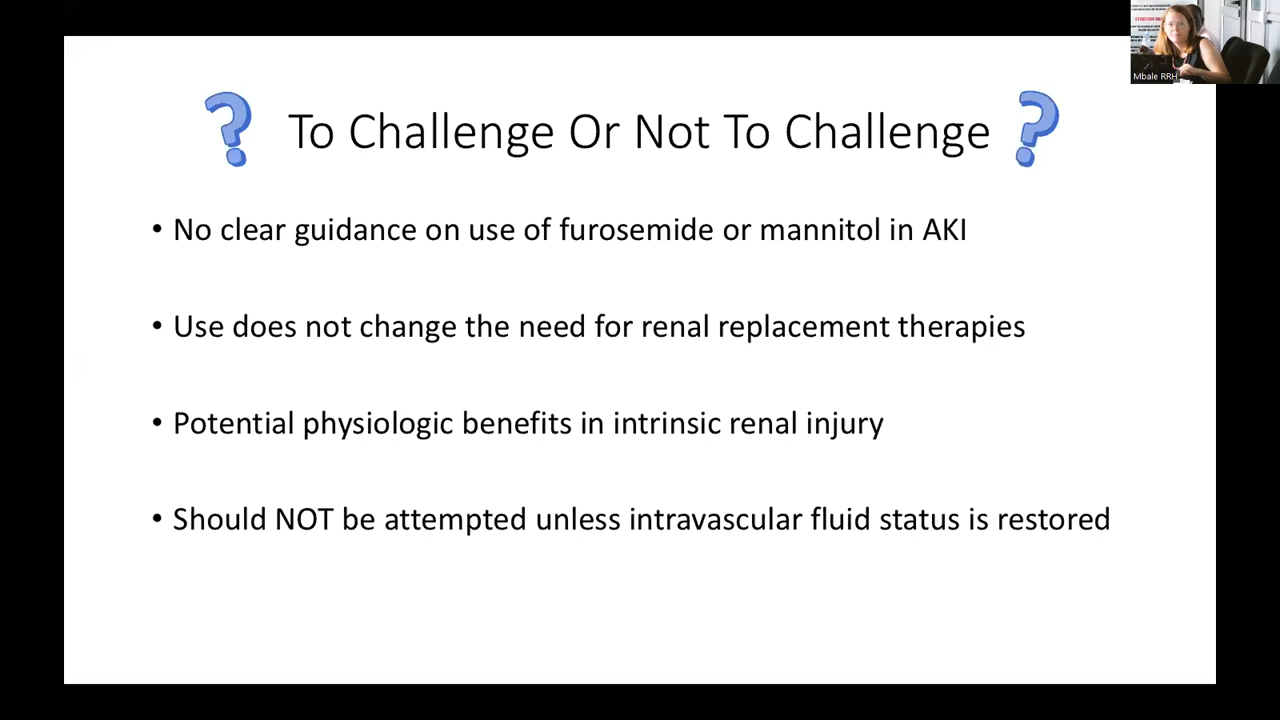 To Challenge Or Not To Challenge
• No clear guidance on use of furosemide or mannitol in AKI
• Use does not change the need for renal replacement therapies
• Potential physiologic benefits in intrinsic renal injury
• Should NOT be attempted unless intravascular fluid status is restored
Mbale RRH